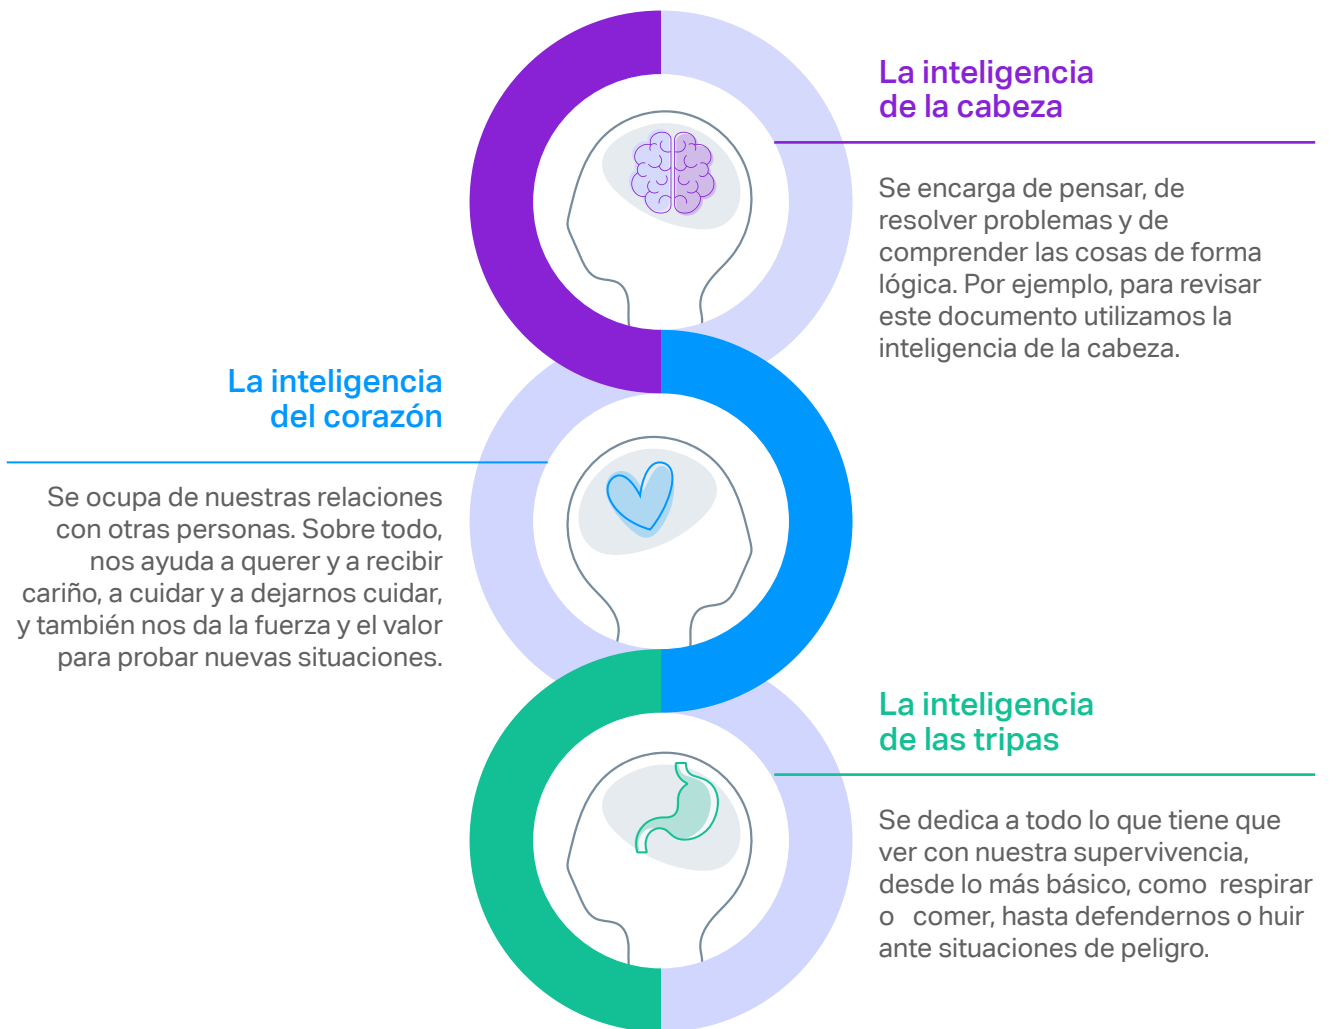 La inteligencia
de la cabeza
Se encarga de pensar, de
resolver problemas y de
comprender las cosas de forma
lógica. Por ejemplo, para revisar
este documento utilizamos la
inteligencia de la cabeza.
La inteligencia
del corazón
Se ocupa de nuestras relaciones
con otras personas. Sobre todo,
nos ayuda a querer y a recibir
cariño, a cuidar y a dejarnos cuidar,
y también nos da la fuerza y el valor
para probar nuevas situaciones.
La inteligencia
de las tripas
Se dedica a todo lo que tiene que
ver con nuestra supervivencia,
desde lo más básico, como respirar
o comer, hasta defendernos o huir
ante situaciones de peligro.